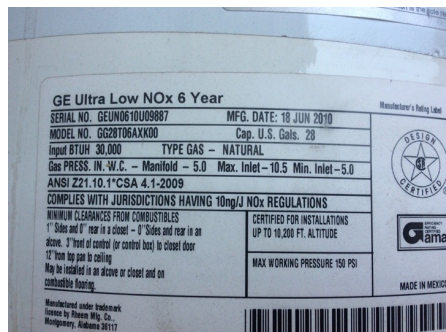 GE Ultra Low NOx 6 Year
Manufacturer's Rating Label
SERIAL NO. GEUN0610U09887 MFG. DATE: 18 JUN 2010
MODEL NO. GG28T06AXK00 Cap. U.S. Gals. 28
Input BTUH 30,000 TYPE GAS – NATURAL
Gas PRESS. IN.-W.C. – Manifold – 5.0 Max. Inlet–10.5 Min. Inlet–5.0
ANSI Z21.10.1*CSA 4.1-2009
COMPLIES WITH JURISDICTIONS HAVING 10ng/J NOx REGULATIONS
MINIMUM CLEARANCES FROM COMBUSTIBLES
1" Sides and 0" rear in a closet – 0" Sides and rear in an
alcove. 3" front of control (or control box) to closet door
12" from top pan to ceiling
May be installed in an alcove or closet and on
combustible flooring.
CERTIFIED FOR INSTALLATIONS
UP TO 10,200 FT. ALTITUDE
MAX WORKING PRESSURE 150 PSI
DESIGN
CERTIFIED
EFFICIENCY
RATING
CERTIFIED
Gama
MADE IN MEXICO
Manufactured under trademark
license by Rheem Mfg. Co.,
Montgomery, Alabama 36117